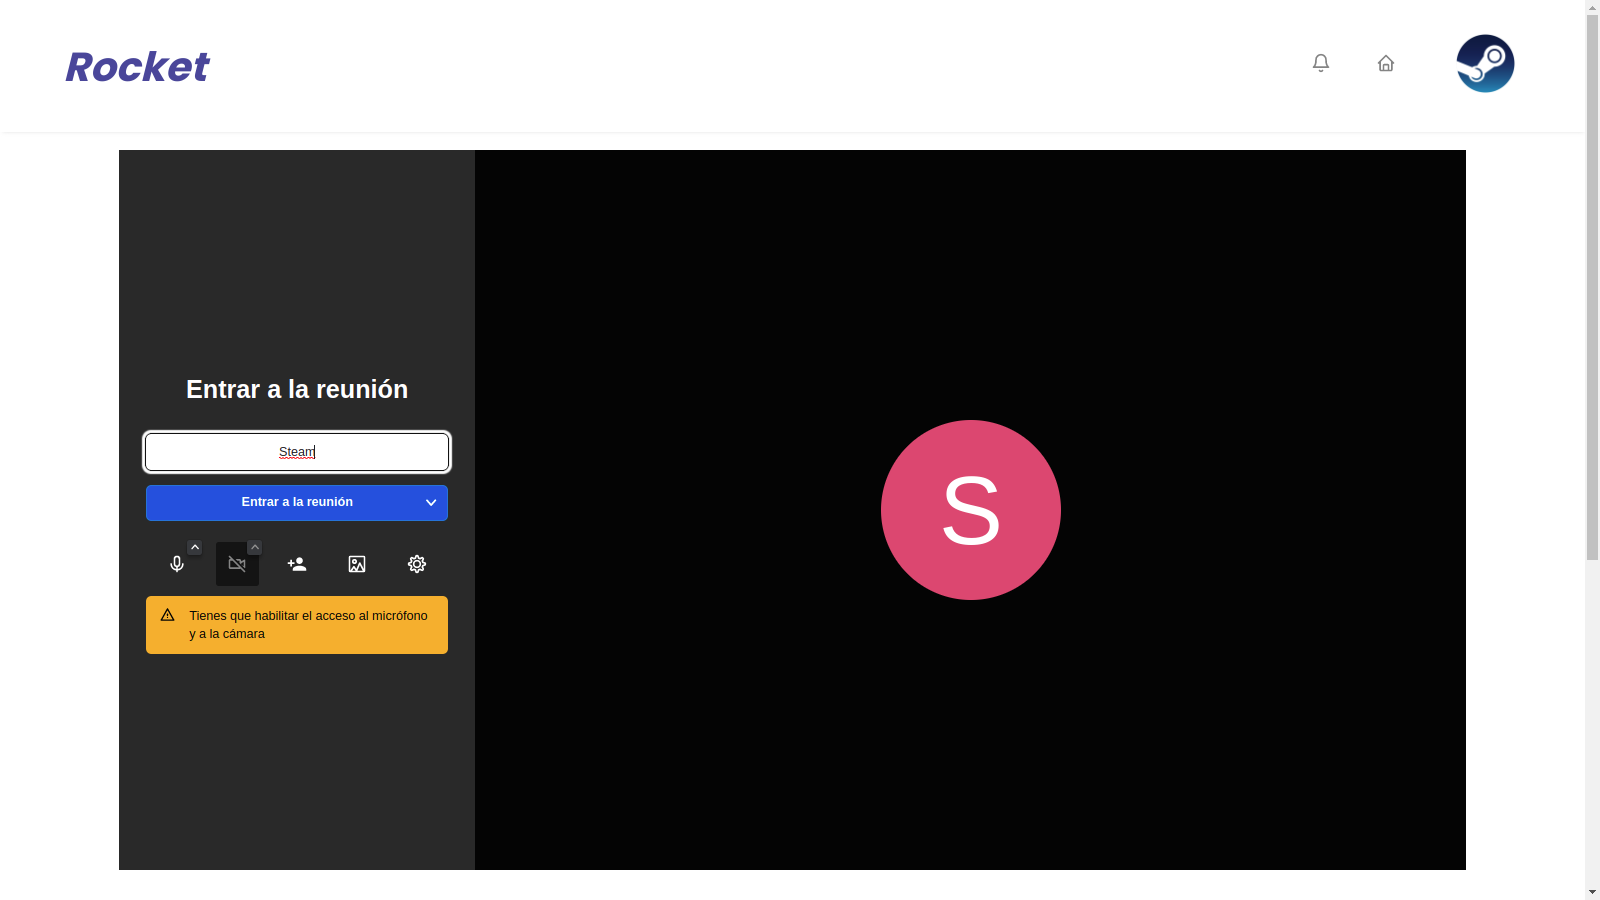 Rocket
Entrar a la reunión
Steam
Entrar a la reunión
Tienes que habilitar el acceso al micrófono
y a la cámara
S